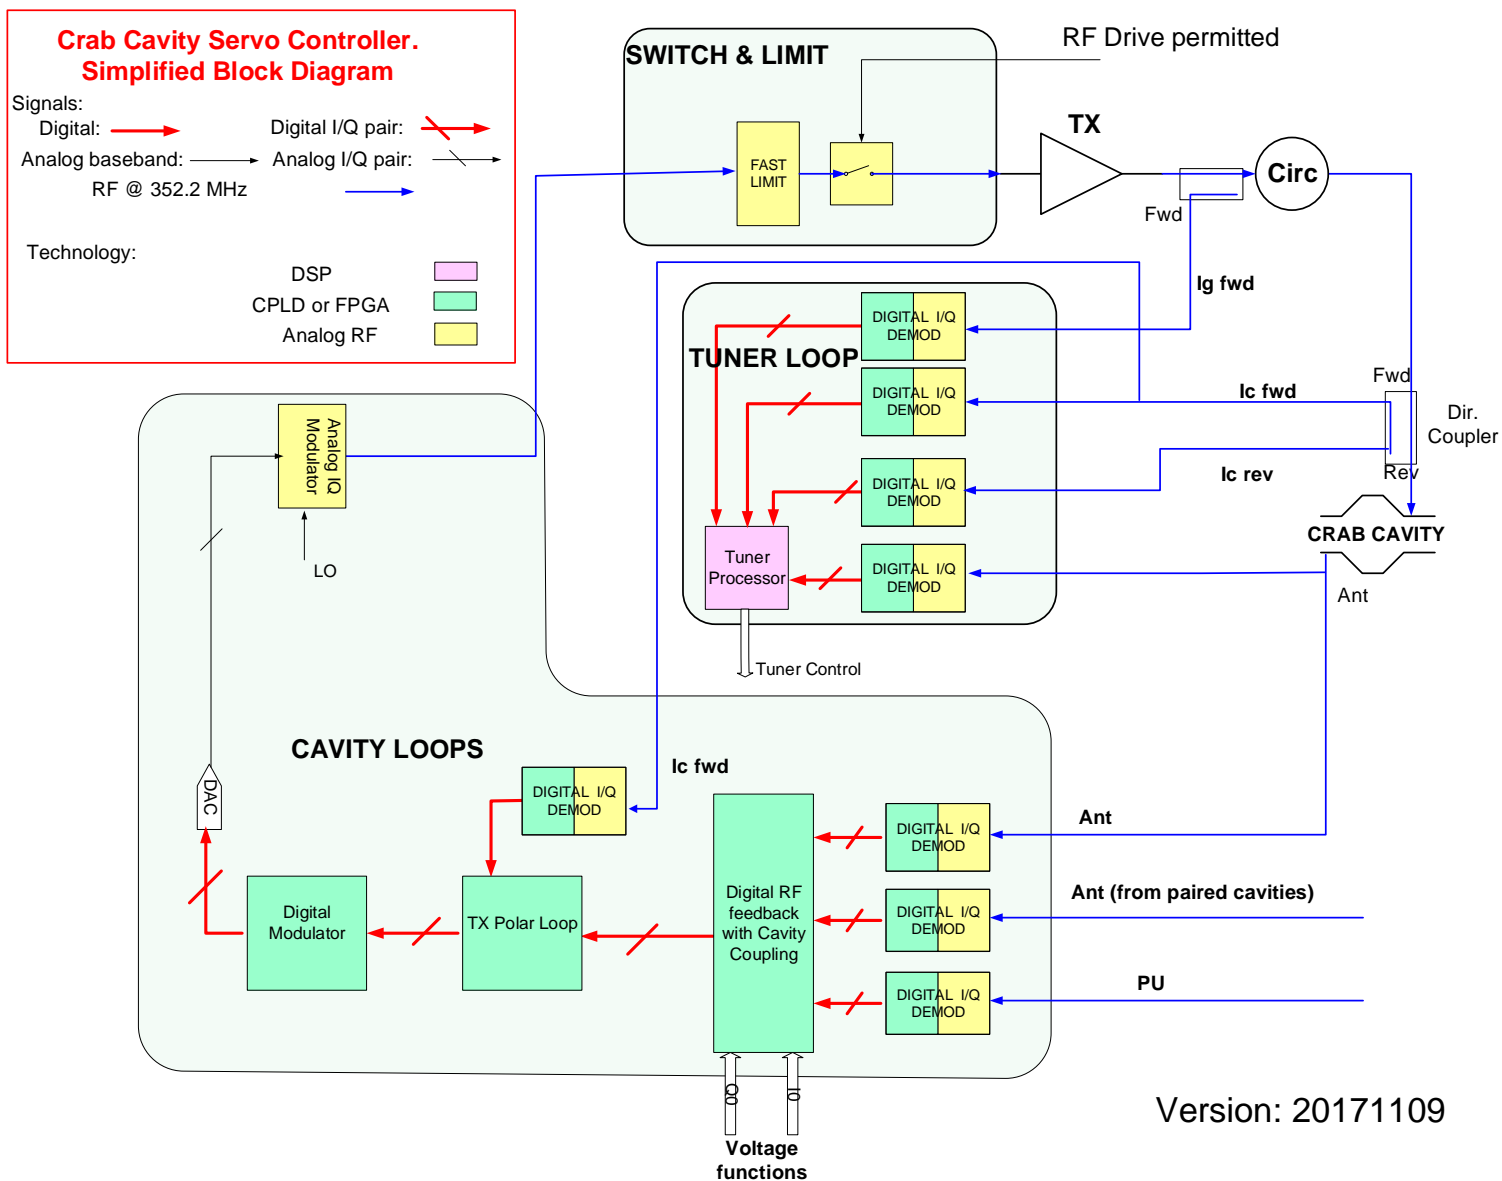 Crab Cavity Servo Controller.
Simplified Block Diagram
Signals:
Digital:
Digital I/Q pair:
Analog baseband:
Analog I/Q pair:
RF @ 352.2 MHz
Technology:
DSP
CPLD or FPGA
Analog RF
SWITCH & LIMIT
RF Drive permitted
FAST
LIMIT
TX
Circ
Fwd
Ig fwd
TUNER LOOP
DIGITAL I/Q
DEMOD
DIGITAL I/Q
DEMOD
DIGITAL I/Q
DEMOD
DIGITAL I/Q
DEMOD
Ic fwd
Ic rev
Fwd
Dir.
Coupler
Rev
CRAB CAVITY
Ant
Tuner
Processor
Tuner Control
Analog IQ
Modulator
LO
CAVITY LOOPS
DAC
Ic fwd
DIGITAL I/Q
DEMOD
Digital
Modulator
TX Polar Loop
Digital RF
feedback
with Cavity
Coupling
DIGITAL I/Q
DEMOD
DIGITAL I/Q
DEMOD
DIGITAL I/Q
DEMOD
Ant
Ant (from paired cavities)
PU
Q0
I0
Voltage
functions
Version: 20171109